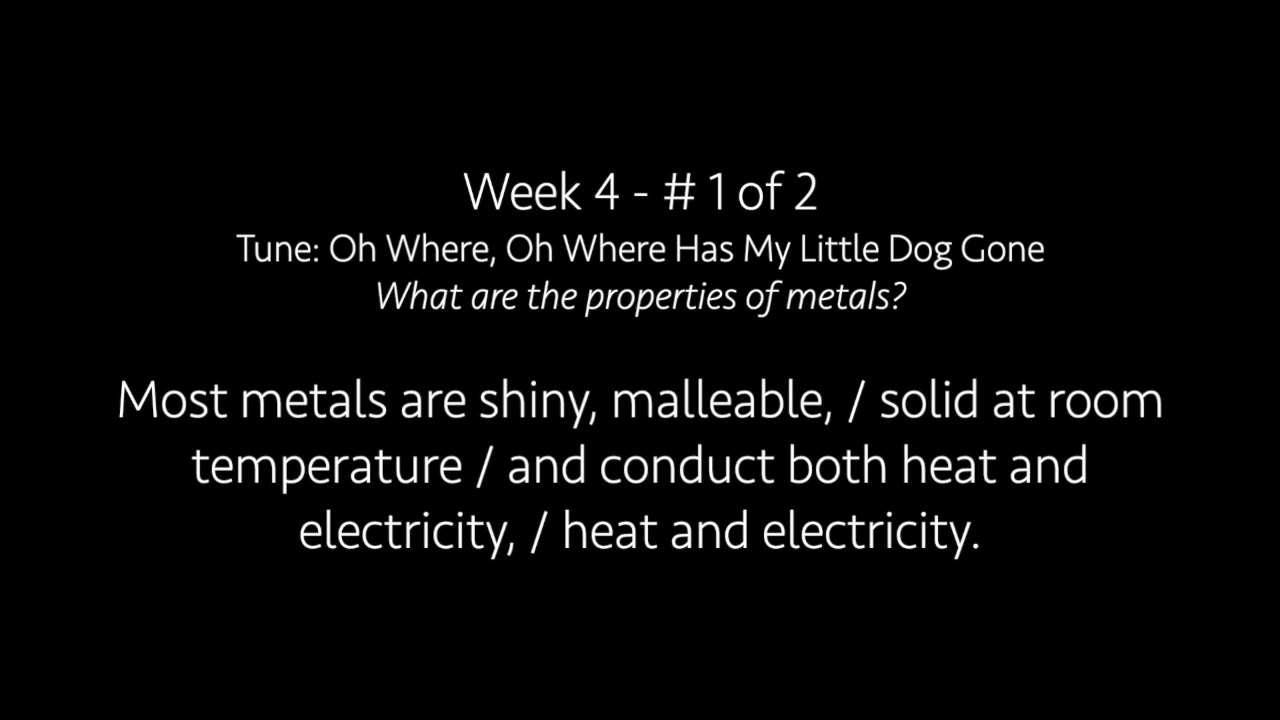 Week 4 - # 1 of 2
Tune: Oh Where, Oh Where Has My Little Dog Gone
What are the properties of metals?
Most metals are shiny, malleable, / solid at room
temperature / and conduct both heat and
electricity, / heat and electricity.